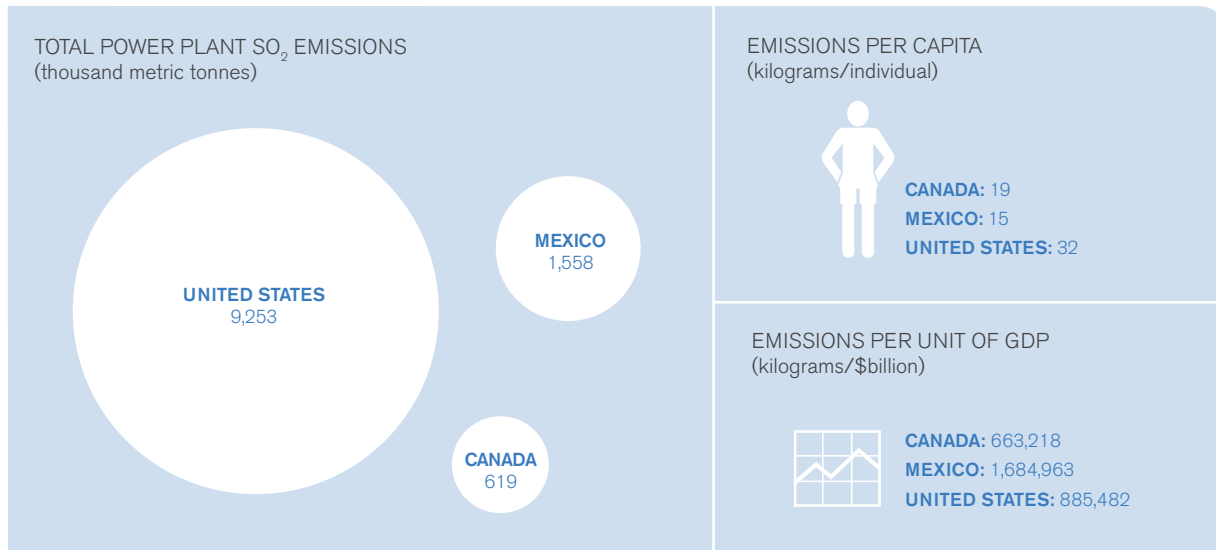 TOTAL POWER PLANT SO₂ EMISSIONS
(thousand metric tonnes)
UNITED STATES
9,253
MEXICO
1,558
CANADA
619
EMISSIONS PER CAPITA
(kilograms/individual)
CANADA: 19
MEXICO: 15
UNITED STATES: 32
EMISSIONS PER UNIT OF GDP
(kilograms/$billion)
CANADA: 663,218
MEXICO: 1,684,963
UNITED STATES: 885,482